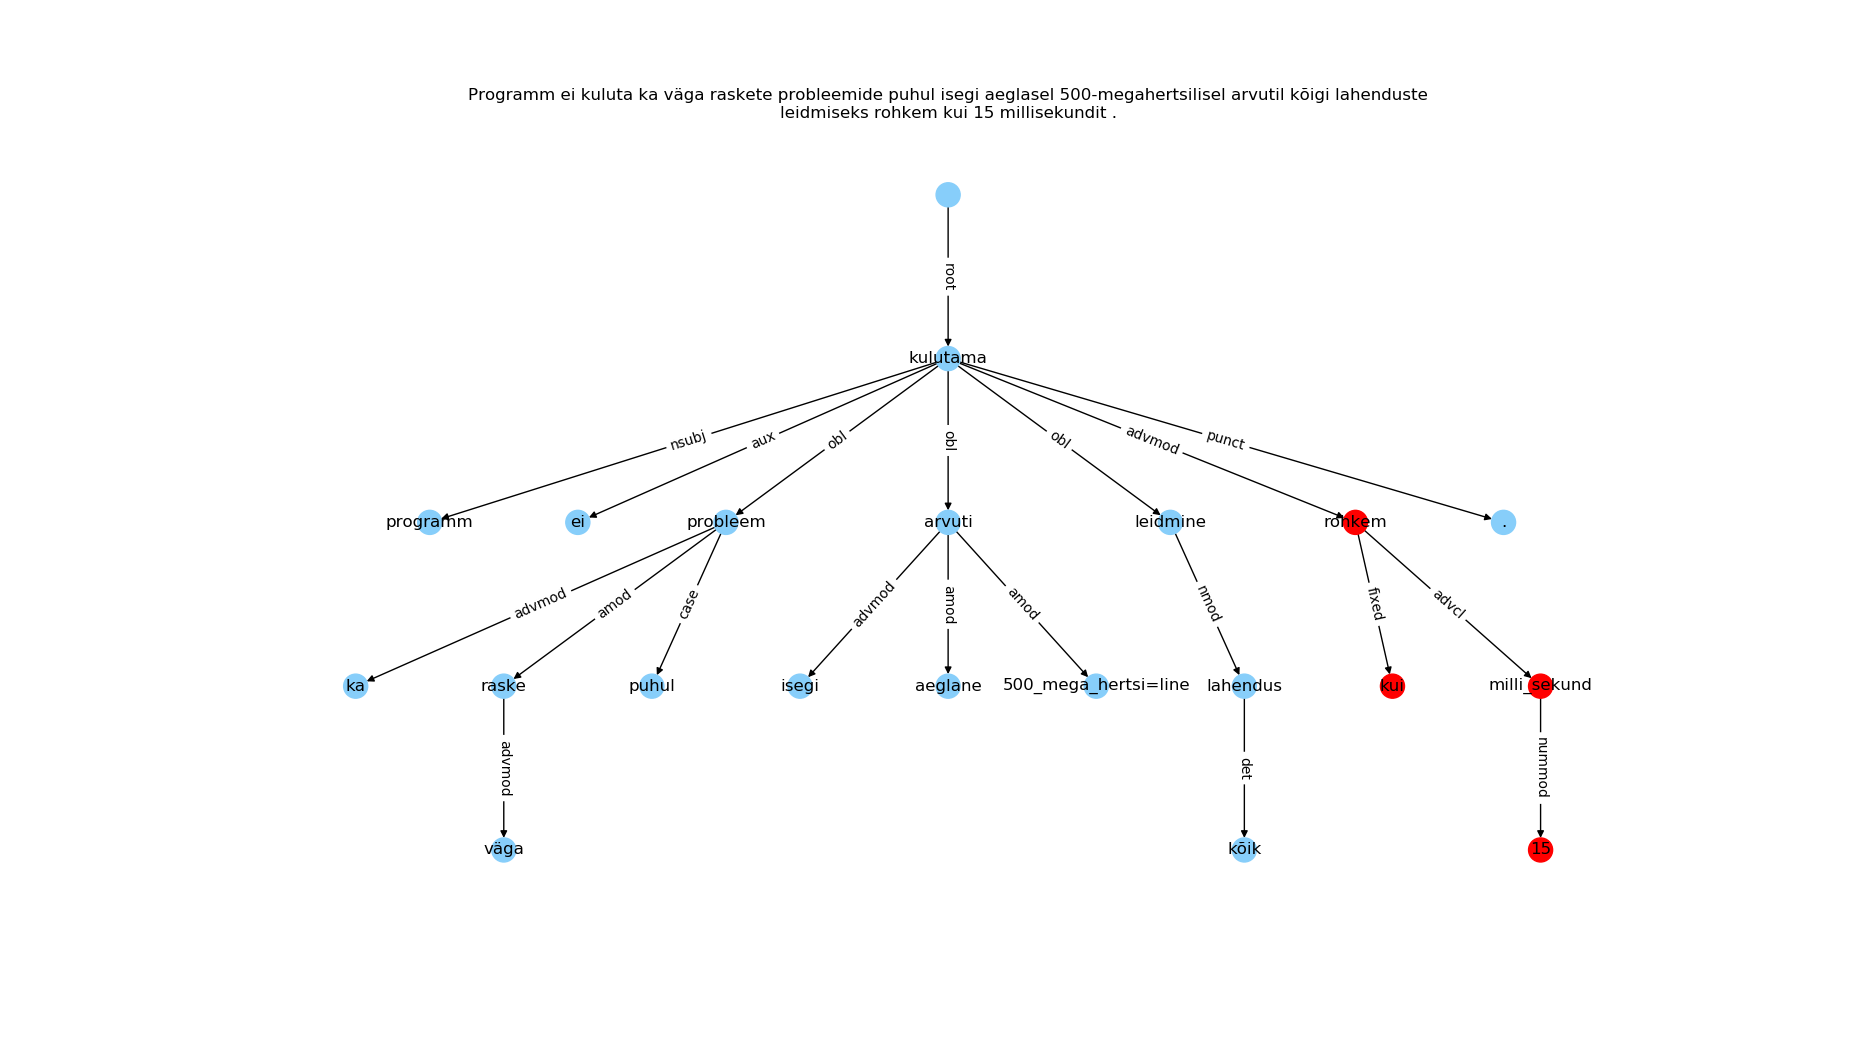 Programm ei kuluta ka väga raskete probleemide puhul isegi aeglasel 500-megahertsilisel arvutil kõigi lahenduste
leidmiseks rohkem kui 15 millisekundit .
root
kulutama
nsubj aux obl obl obl advmod punct
programm ei probleem arvuti leidmine rohkem .
advmod amod case advmod amod amod nmod fixed advcl
ka raske puhul isegi aeglane 500_mega_hertsi=line lahendus kui milli_sekund
advmod det nummod
väga kõik 15